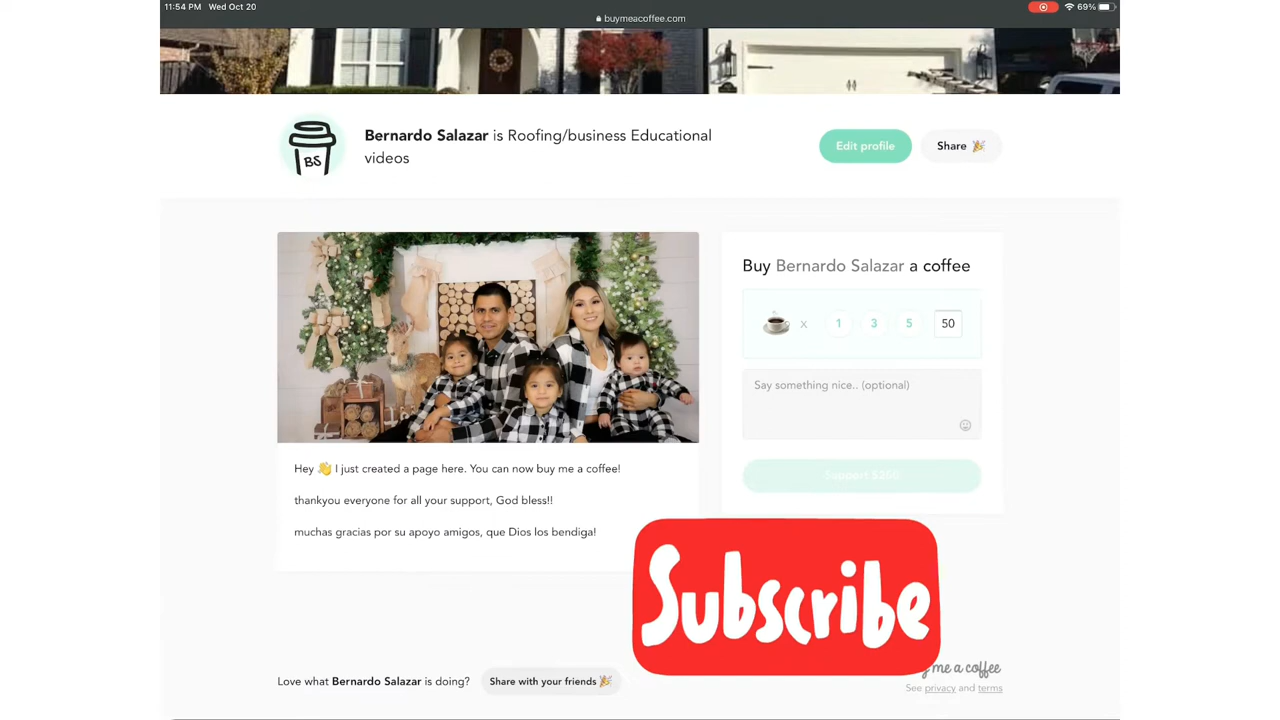 11:54 PM Wed Oct 20
69%
buymeacoffee.com
Bernardo Salazar is Roofing/business Educational
videos
Edit profile
Share
BS
Buy Bernardo Salazar a coffee
x 1 3 5 50
Say something nice.. (optional)
Support
Hey 👋 I just created a page here. You can now buy me a coffee!
thankyou everyone for all your support, God bless!!
muchas gracias por su apoyo amigos, que Dios los bendiga!
Subscribe
me a coffee
Love what Bernardo Salazar is doing?
Share with your friends
See privacy and terms